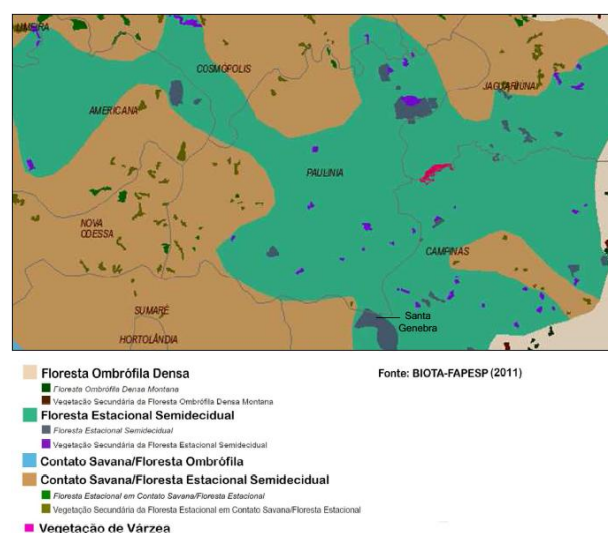 LIMEIRA
COSMÓPOLIS
JAGUARIUNA
AMERICANA
PAULINIA
NOVA
ODESSA
CAMPINAS
SUMARÉ
Santa
Genebra
HORTOLÂNDIA
Floresta Ombrófila Densa
Fonte: BIOTA-FAPESP (2011)
Floresta Ombrófila Densa Montana
Vegetação Secundária da Floresta Ombrófila Densa Montana
Floresta Estacional Semidecidual
Floresta Estacional Semidecidual
Vegetação Secundária da Floresta Estacional Semidecidual
Contato Savana/Floresta Ombrófila
Contato Savana/Floresta Estacional Semidecidual
Floresta Estacional em Contato Savana/Floresta Estacional
Vegetação Secundária da Floresta Estacional em Contato Savana/Floresta Estacional
Vegetação de Várzea